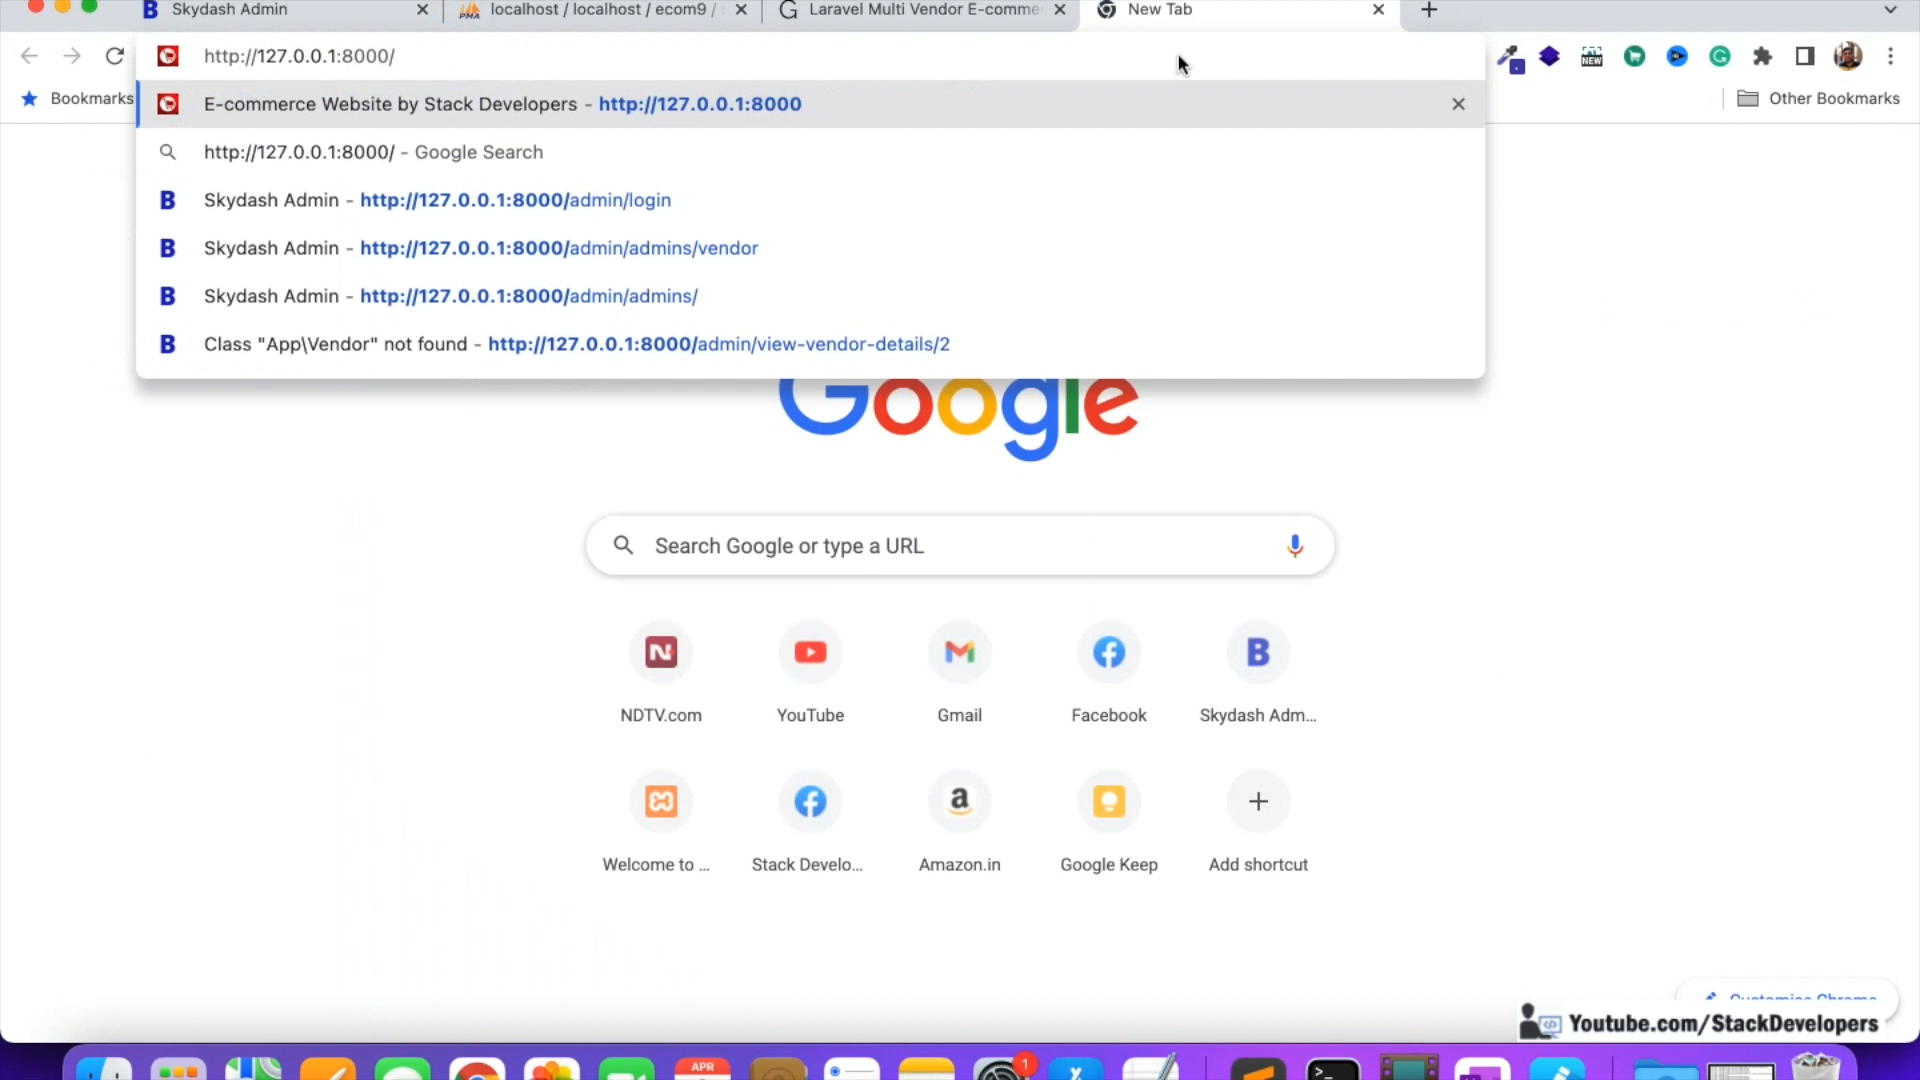 Skydash Admin
localhost / localhost / ecom9 /
Laravel Multi Vendor E-comme
New Tab
http://127.0.0.1:8000/
NEW
Bookmarks
E-commerce Website by Stack Developers - http://127.0.0.1:8000
Other Bookmarks
http://127.0.0.1:8000/ - Google Search
Skydash Admin - http://127.0.0.1:8000/admin/login
Skydash Admin - http://127.0.0.1:8000/admin/admins/vendor
Skydash Admin - http://127.0.0.1:8000/admin/admins/
Class "App\Vendor" not found - http://127.0.0.1:8000/admin/view-vendor-details/2
Google
Search Google or type a URL
NDTV.com
YouTube
Gmail
Facebook
Skydash Adm...
Welcome to ...
Stack Develo...
Amazon.in
Google Keep
Add shortcut
Customise Chrome
Youtube.com/StackDevelopers
APR
1